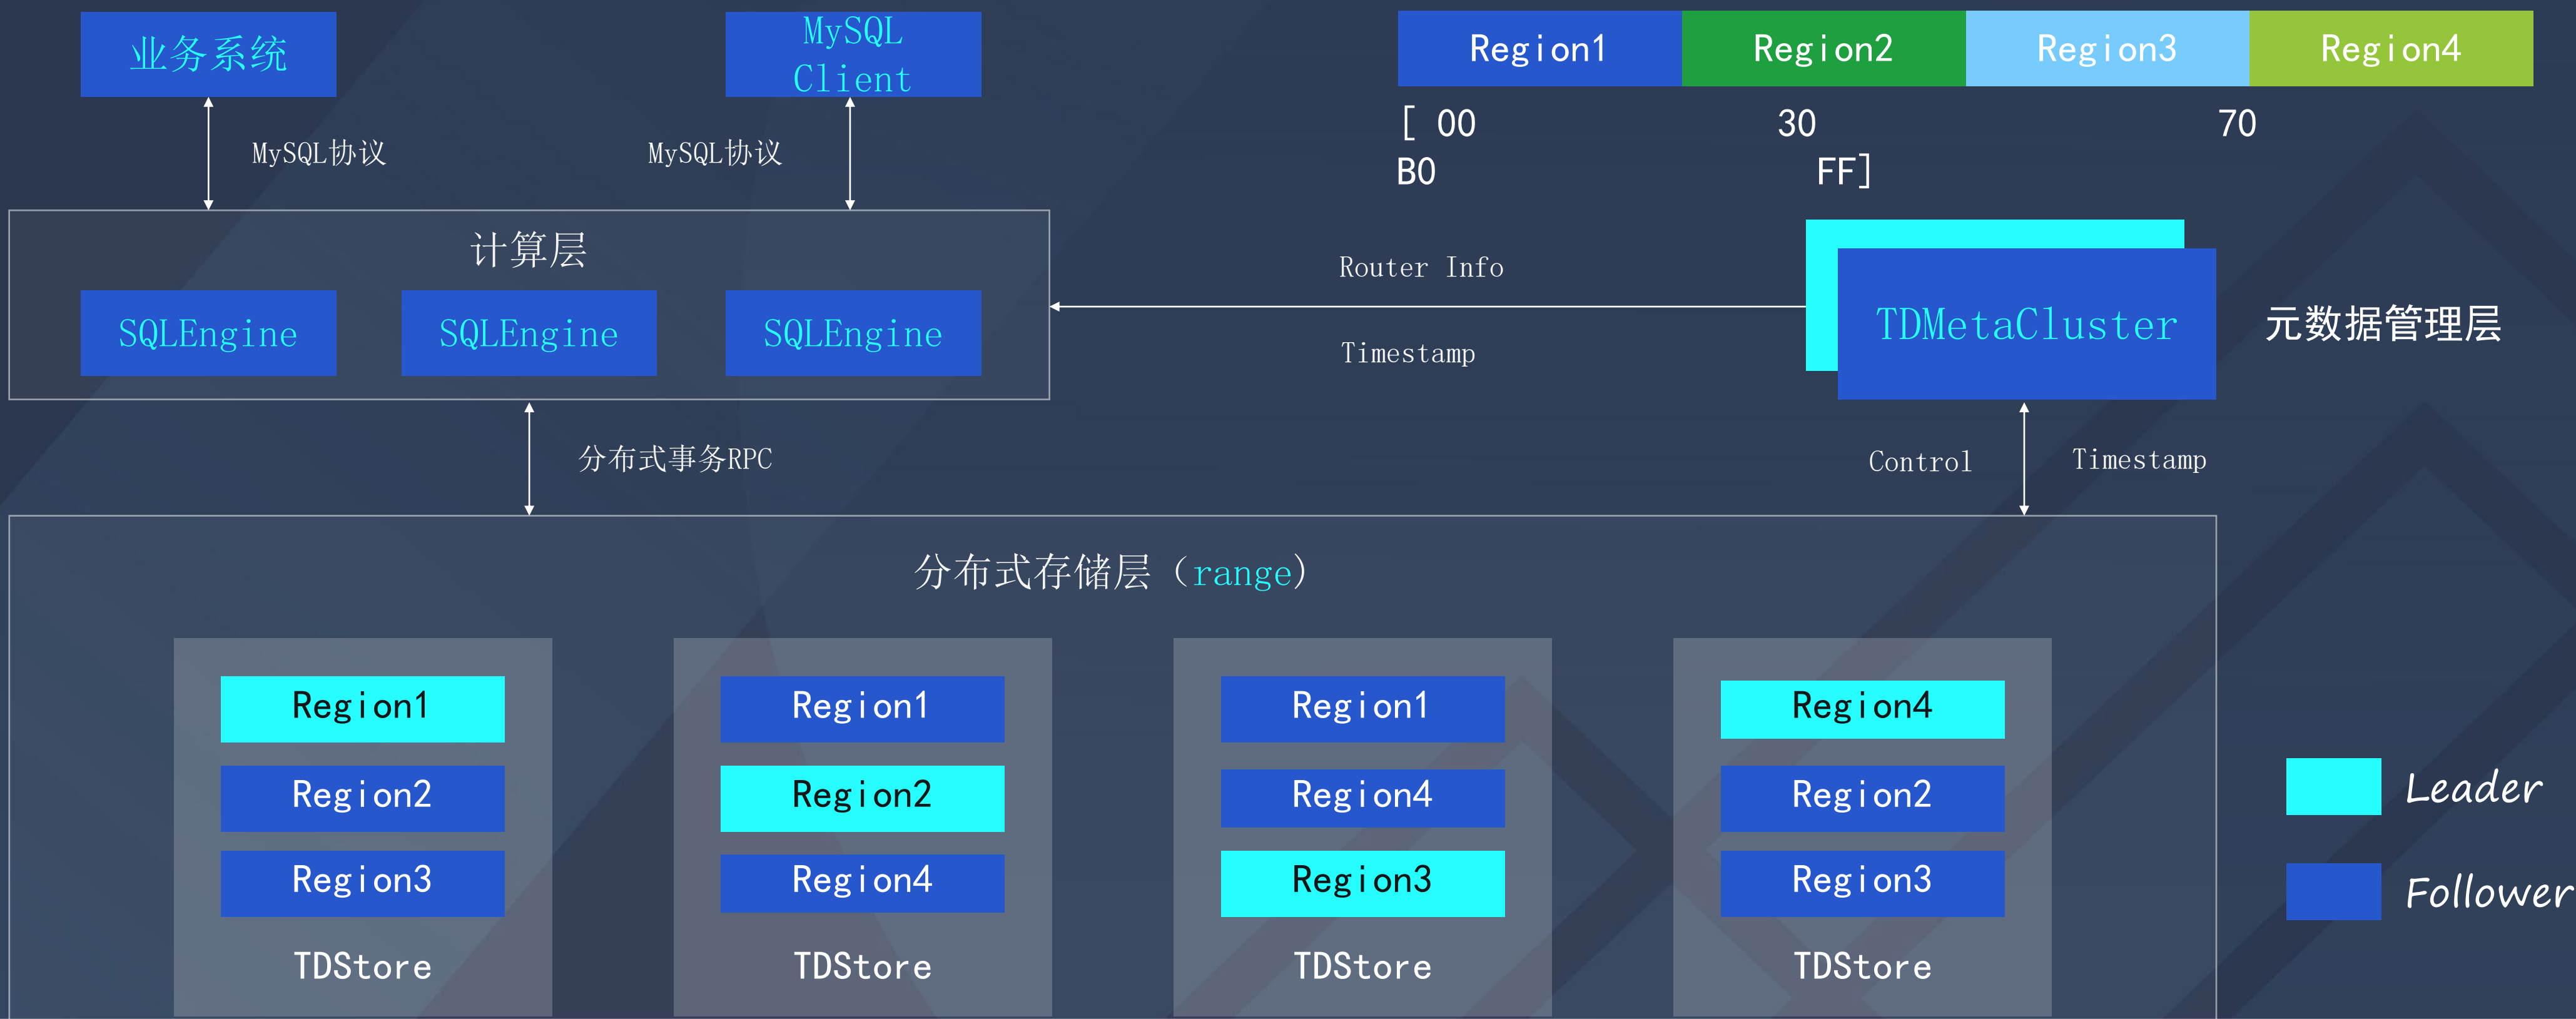 业务系统
MySQL
Client
Region1
Region2
Region3
Region4
[ 00 30 70
B0 FF]
MySQL协议
MySQL协议
计算层
SQLEngine
SQLEngine
SQLEngine
Router Info
Timestamp
TDMetaCluster
元数据管理层
分布式事务RPC
Control
Timestamp
分布式存储层（range)
Region1
Region2
Region3
TDStore
Region1
Region2
Region4
TDStore
Region1
Region4
Region3
TDStore
Region4
Region2
Region3
TDStore
Leader
Follower